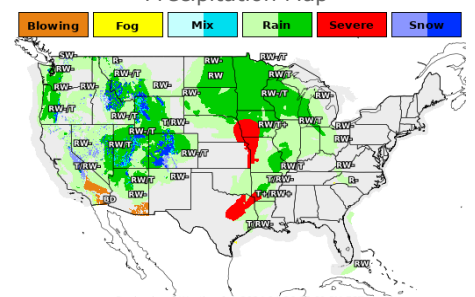 Precipitation Map
Blowing Fog Mix Rain Severe Snow
SW- R- RW- RW-/T
RW- RW-/T RW RW/T
RW- RW- RW- RW- RW-/T RW-
RW-/T RW-/T T/RW- RW/T+ RW/T RW-
RW-/T
RW- RW/T RW-/T RW-
T/RW- RW/T RW- T/RW- RW/T RW- R-
BD RW- T+/RW+
T/RW-
RW-